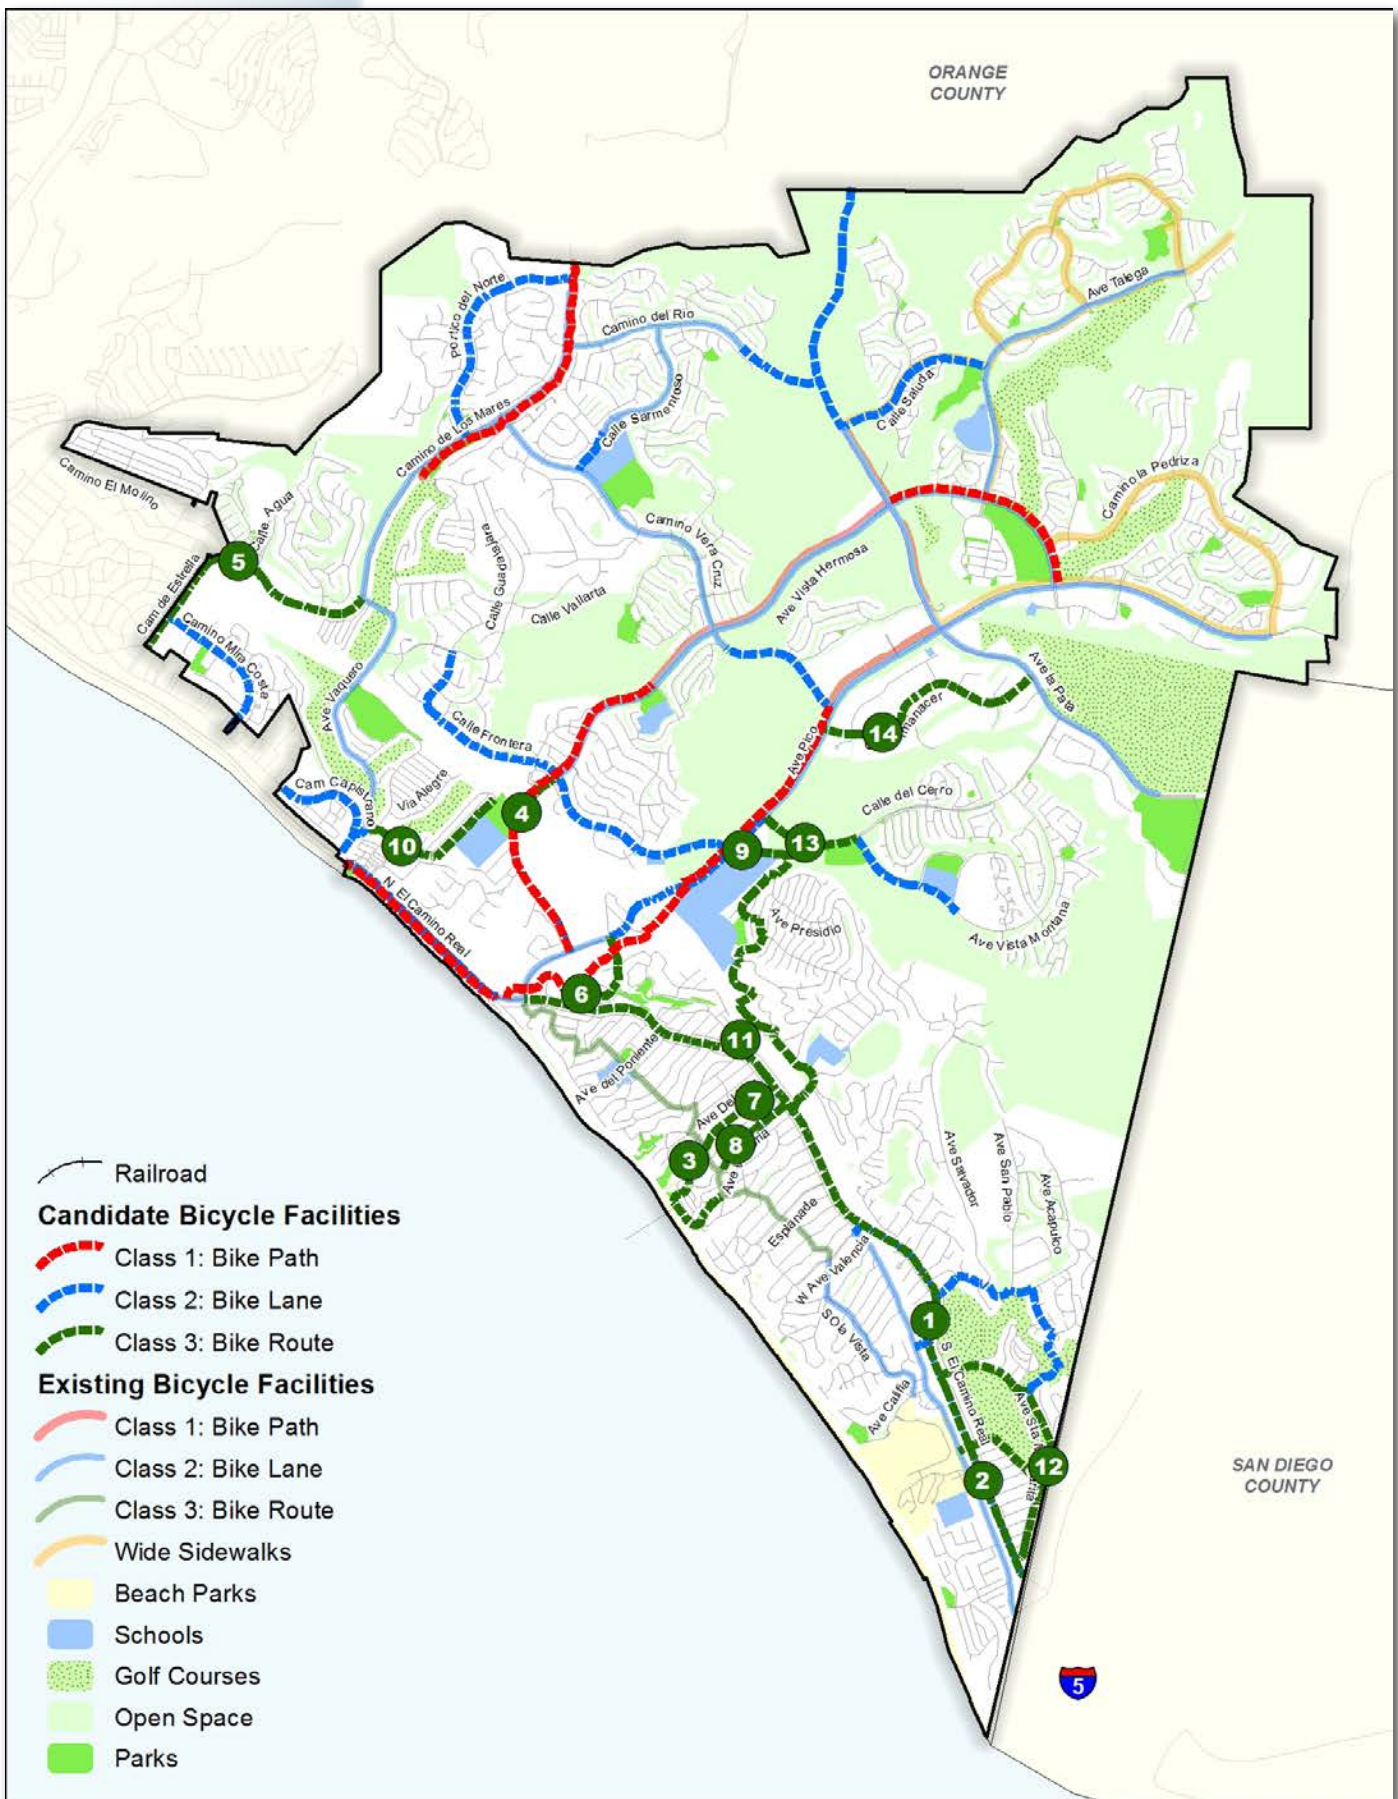 ORANGE
COUNTY
Portico del Norte
Camino del Rio
Ave Talega
Calle Saluda
Camino de Los Mares
Calle Sarmentoso
Camino la Pedriza
Camino El Molino
Calle Agua
Camino Vera Cruz
Calle Guadalajara
Ave Vista Hermosa
5
Cam de Estrella
Calle Vallarta
Camino Mira Costa
Ave Vaquero
Ave la Pata
Calle Frontera
14
Ave Pico
Cam Capistrano
Via Alegre
Calle del Cerro
4
10
9
13
N El Camino Real
Ave Presidio
Ave Vista Montana
6
11
Ave del Poniente
7
Ave Del
8
3
Ave Salvador
Ave San Pablo
Ave Acapulco
Esplanade
W Ave Valencia
1
S Ola Vista
S El Camino Real
Ave Califia
Ave Sta
12
2
SAN DIEGO
COUNTY
5
Railroad
Candidate Bicycle Facilities
Class 1: Bike Path
Class 2: Bike Lane
Class 3: Bike Route
Existing Bicycle Facilities
Class 1: Bike Path
Class 2: Bike Lane
Class 3: Bike Route
Wide Sidewalks
Beach Parks
Schools
Golf Courses
Open Space
Parks